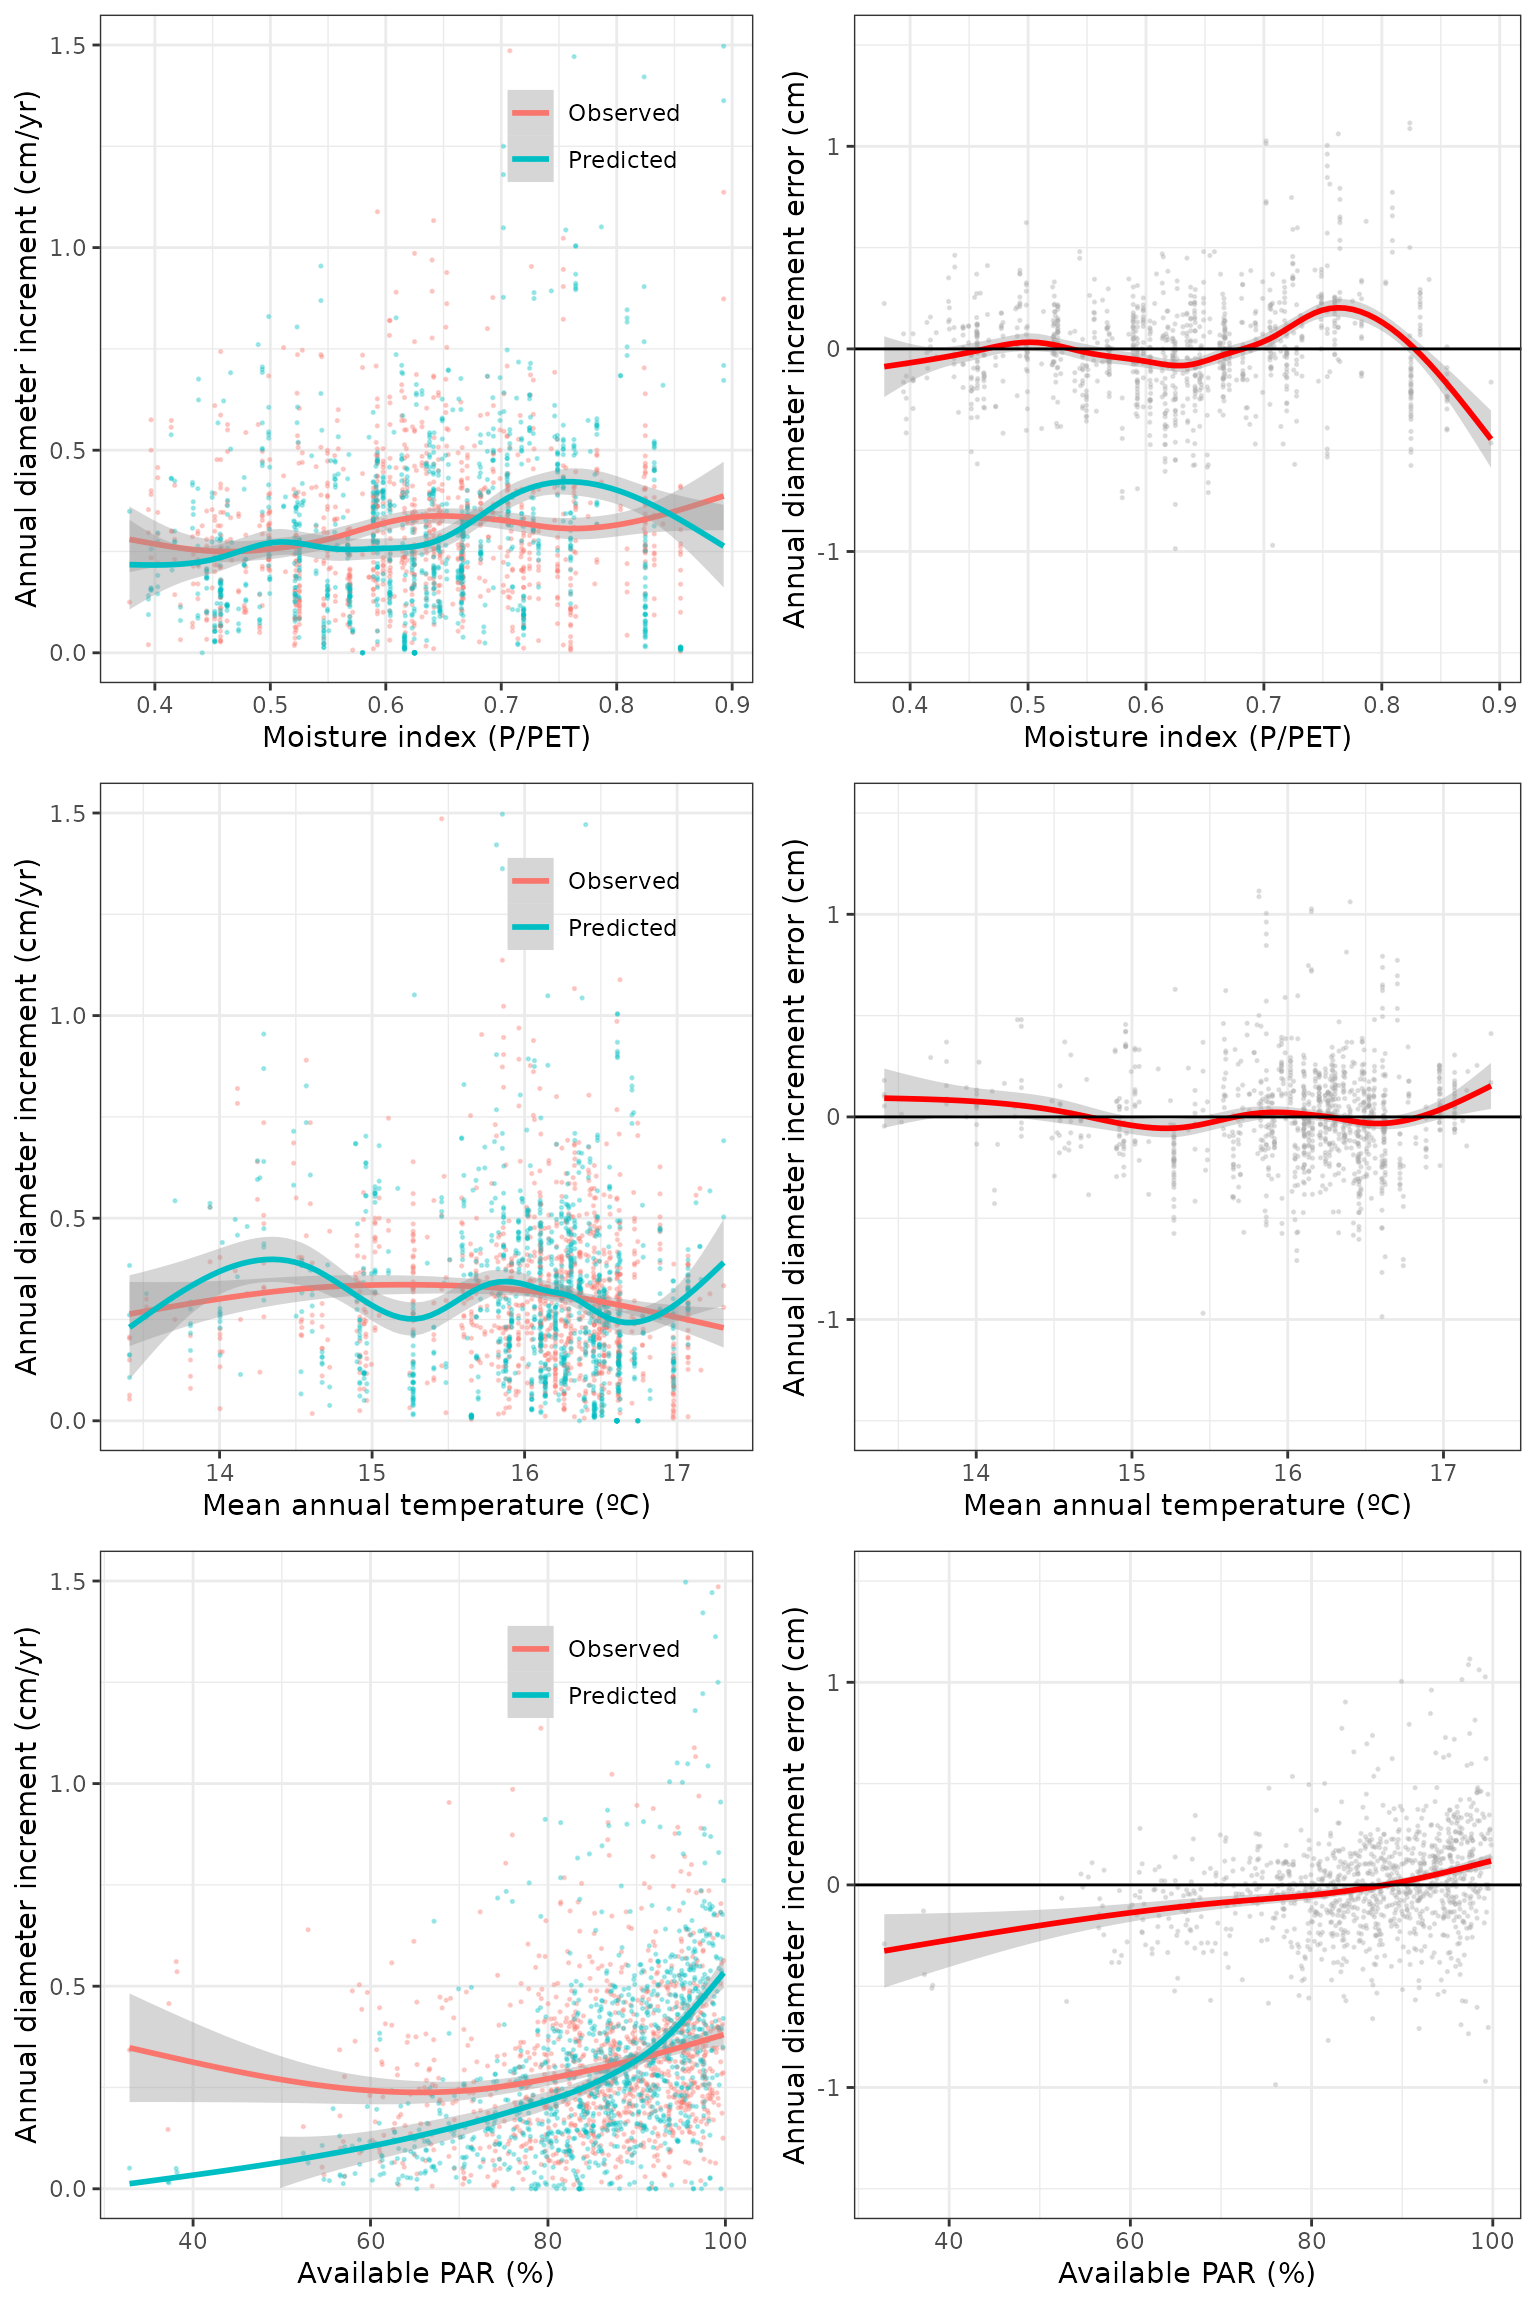 Annual diameter increment (cm/yr)
1.5
1.0
0.5
0.0
Observed
Predicted
0.4 0.5 0.6 0.7 0.8 0.9
Moisture index (P/PET)
Annual diameter increment error (cm)
1
0
-1
0.4 0.5 0.6 0.7 0.8 0.9
Moisture index (P/PET)
Annual diameter increment (cm/yr)
1.5
1.0
0.5
0.0
Observed
Predicted
14 15 16 17
Mean annual temperature (ºC)
Annual diameter increment error (cm)
1
0
-1
14 15 16 17
Mean annual temperature (ºC)
Annual diameter increment (cm/yr)
1.5
1.0
0.5
0.0
Observed
Predicted
40 60 80 100
Available PAR (%)
Annual diameter increment error (cm)
1
0
-1
40 60 80 100
Available PAR (%)